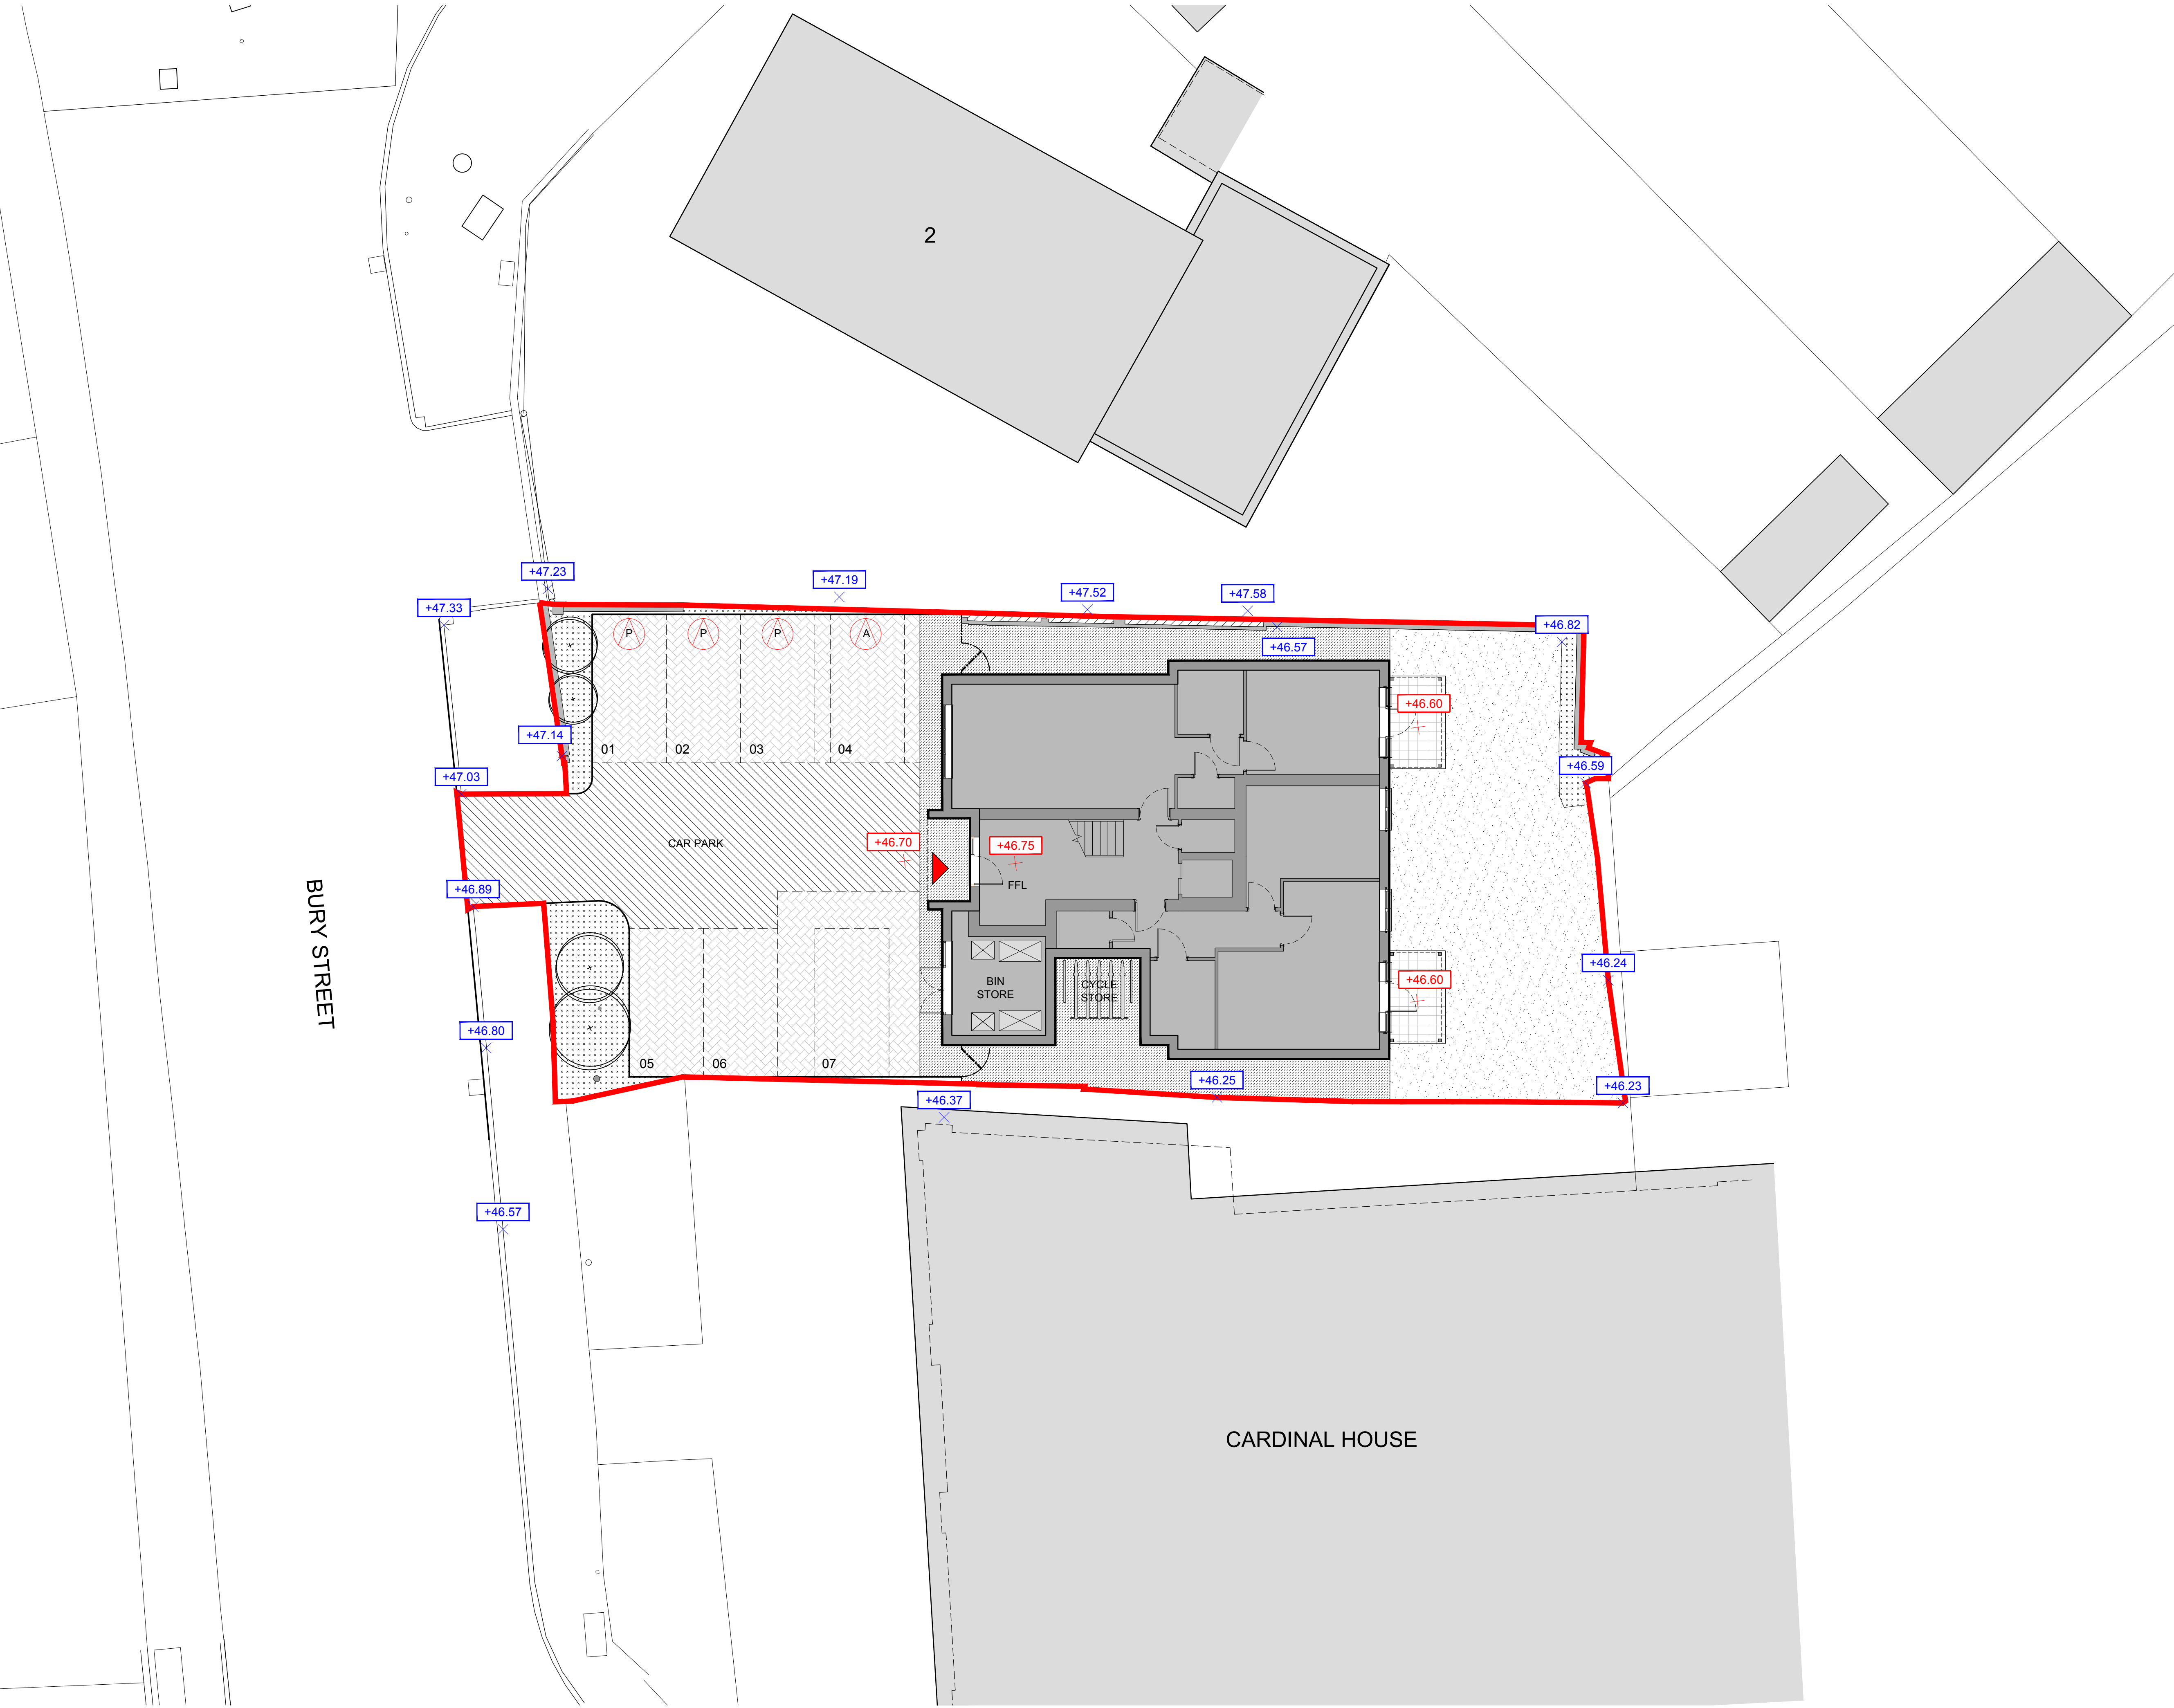 2
+47.23
+47.19
+47.52
+47.58
+47.33
+46.82
P
P
P
A
+46.57
+46.60
+47.14
01
02
03
04
+46.59
+47.03
CAR PARK
+46.70
+46.75
FFL
+46.89
BURY STREET
+46.24
+46.60
BIN
STORE
CYCLE
STORE
+46.80
05
06
07
+46.25
+46.23
+46.37
+46.57
CARDINAL HOUSE